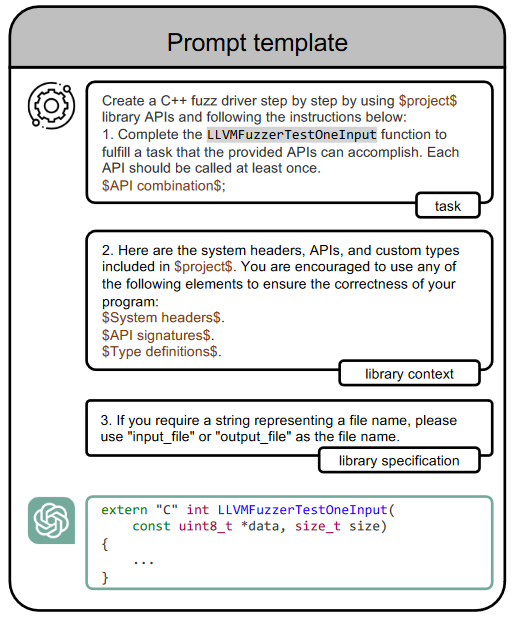 Prompt template
Create a C++ fuzz driver step by step by using $project$
library APIs and following the instructions below:
1. Complete the LLVMFuzzerTestOneInput function to
fulfill a task that the provided APIs can accomplish. Each
API should be called at least once.
$API combination$;
task
2. Here are the system headers, APIs, and custom types
included in $project$. You are encouraged to use any of
the following elements to ensure the correctness of your
program:
$System headers$.
$API signatures$.
$Type definitions$.
library context
3. If you require a string representing a file name, please
use "input_file" or "output_file" as the file name.
library specification
extern "C" int LLVMFuzzerTestOneInput(
const uint8_t *data, size_t size)
{
...
}